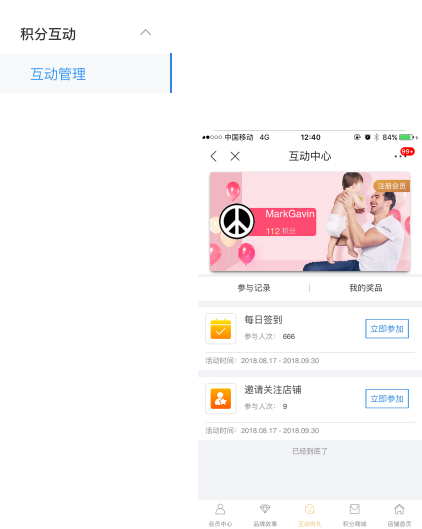 积分互动
互动管理
中国移动 4G 12:40 84%
互动中心
99+
注册会员
MarkGavin
112 积分
参与记录 | 我的奖品
每日签到
参与人次： 666
立即参加
活动时间： 2018.08.17 - 2018.09.30
邀请关注店铺
参与人次： 9
立即参加
活动时间： 2018.08.17 - 2018.09.30
已经到底了
会员中心 品牌故事 互动有礼 积分商城 店铺首页